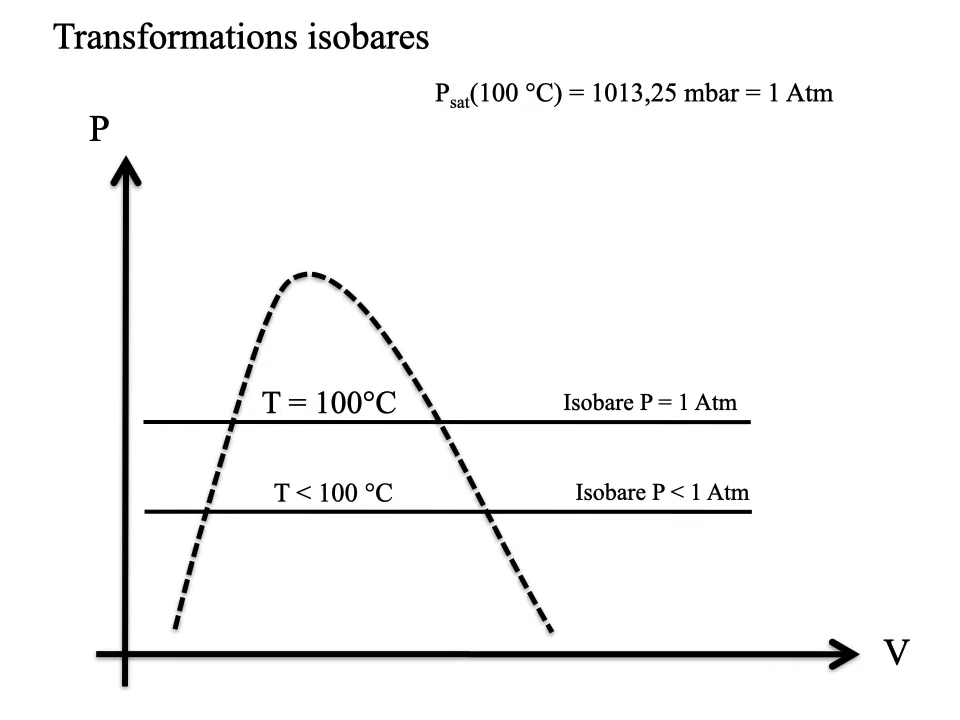 Transformations isobares
Psat(100 °C) = 1013,25 mbar = 1 Atm
P
T = 100°C
Isobare P = 1 Atm
T < 100 °C
Isobare P < 1 Atm
V